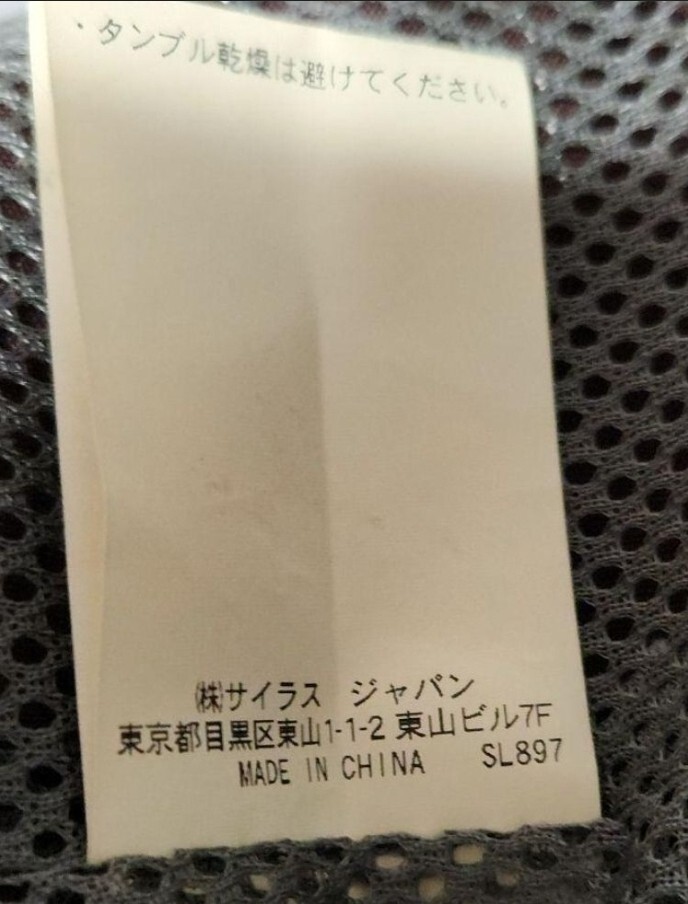 ・タンブル乾燥は避けてください。
㈱サイラス ジャパン
東京都目黒区東山1-1-2 東山ビル7F
MADE IN CHINA SL897